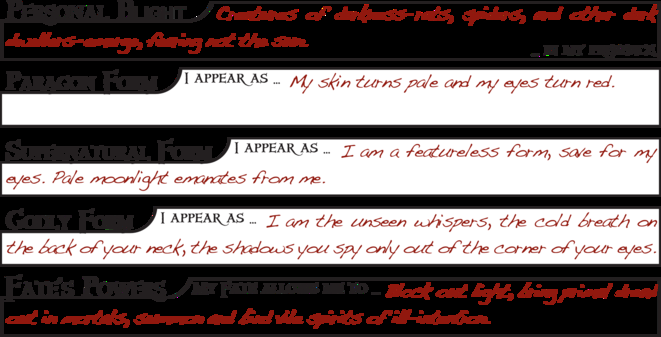 Personal Blight Creatures of darkness-rats, spiders, and other dark
dwellers-emerge, fearing not the sun.
... in my presence.
Paragon Form I appear as ... My skin turns pale and my eyes turn red.
Supernatural Form I appear as ... I am a featureless form, save for my
eyes. Pale moonlight emanates from me.
Godly Form I appear as ... I am the unseen whispers, the cold breath on
the back of your neck, the shadows you spy only out of the corner of your eyes.
Fate's Powers My Fate allows me to ... Block out light, bring primal dread
out in mortals, summon and bind vile spirits of ill-intention.